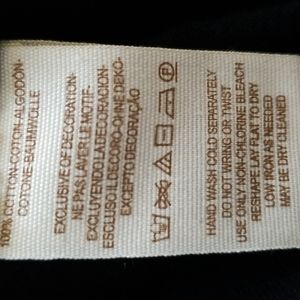 100% COTTON-COTON-ALGODÓN-
COTONE-BAUMWOLLE
EXCLUSIVE OF DECORATION-
NE PAS LAVER LE MOTIF-
EXCLUYENDO LA DECORACION-
ESCLUSO IL DECORO-OHNE DEKO-
EXCEPTO DECORAÇÃO
HAND WASH COLD SEPARATELY
DO NOT WRING OR TWIST
USE ONLY NON-CHLORINE BLEACH
RESHAPE LAY FLAT TO DRY
LOW IRON AS NEEDED
MAY BE DRY CLEANED